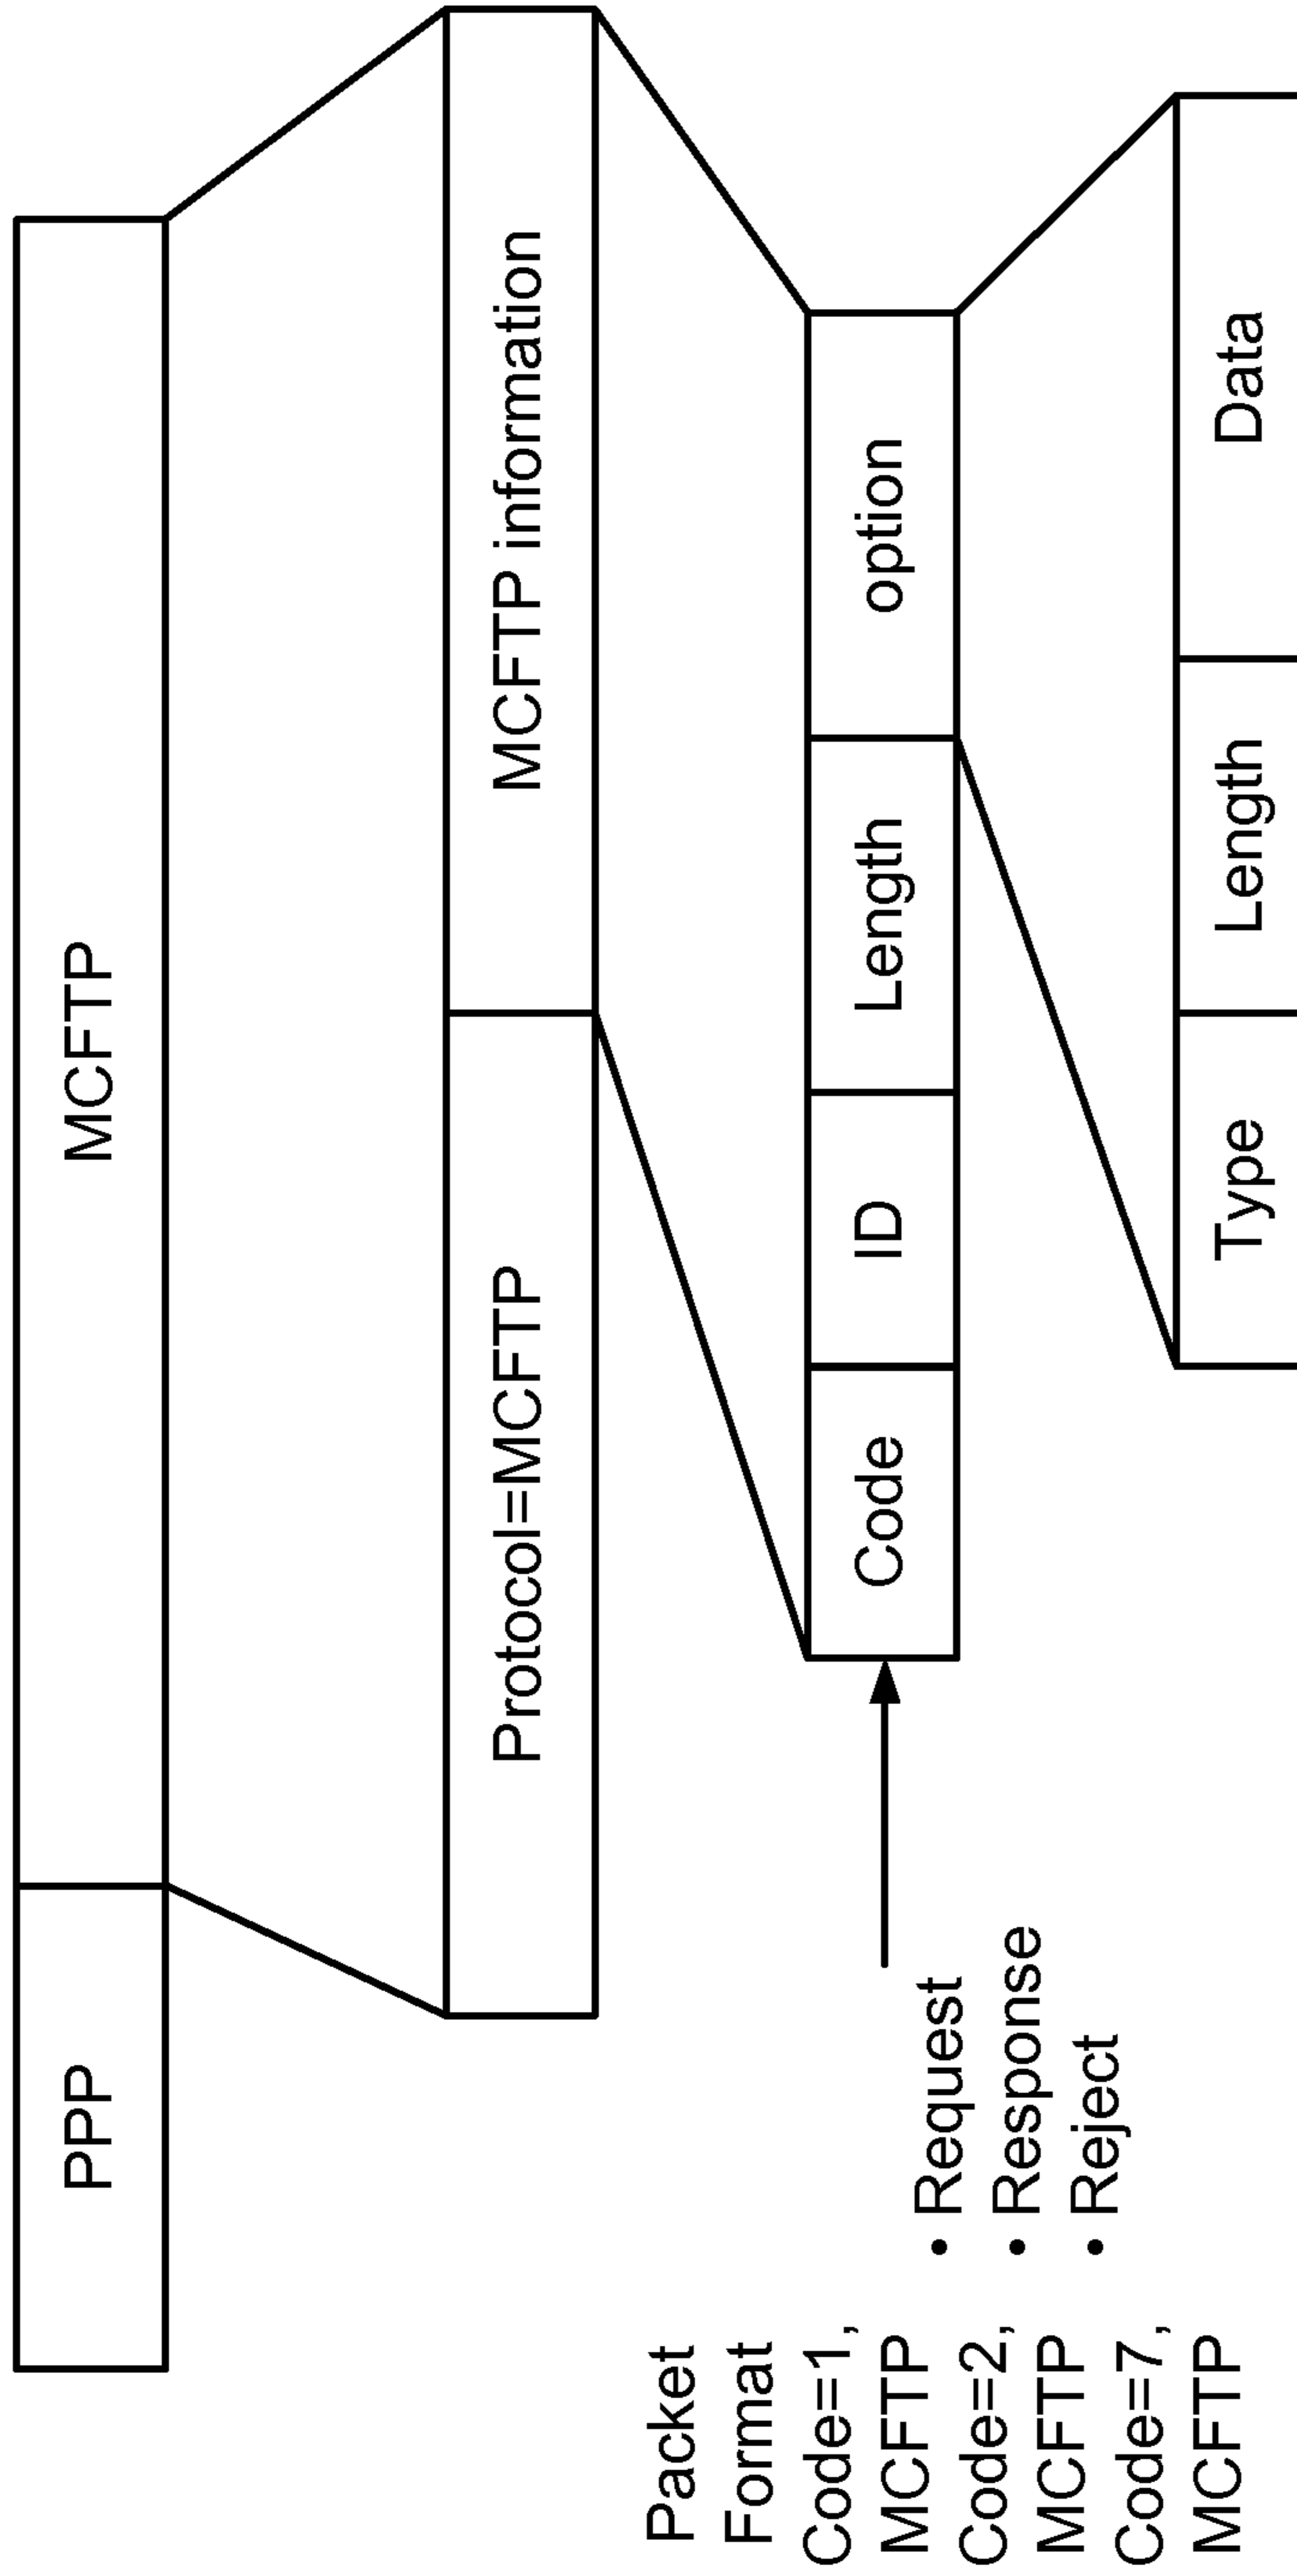 PPP
MCFTP
Protocol=MCFTP
MCFTP information
Code
ID
Length
option
Type
Length
Data
Packet
Format
Code=1,
MCFTP
Code=2,
MCFTP
Code=7,
MCFTP
• Request
• Response
• Reject